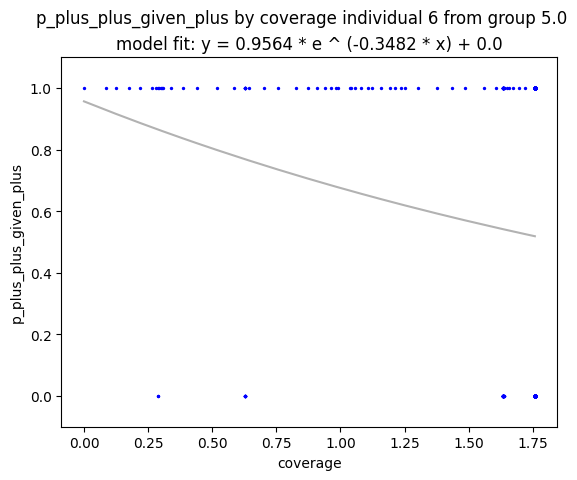 p_plus_plus_given_plus by coverage individual 6 from group 5.0
model fit: y = 0.9564 * e ^ (-0.3482 * x) + 0.0
p_plus_plus_given_plus
1.0
0.8
0.6
0.4
0.2
0.0
0.00 0.25 0.50 0.75 1.00 1.25 1.50 1.75
coverage